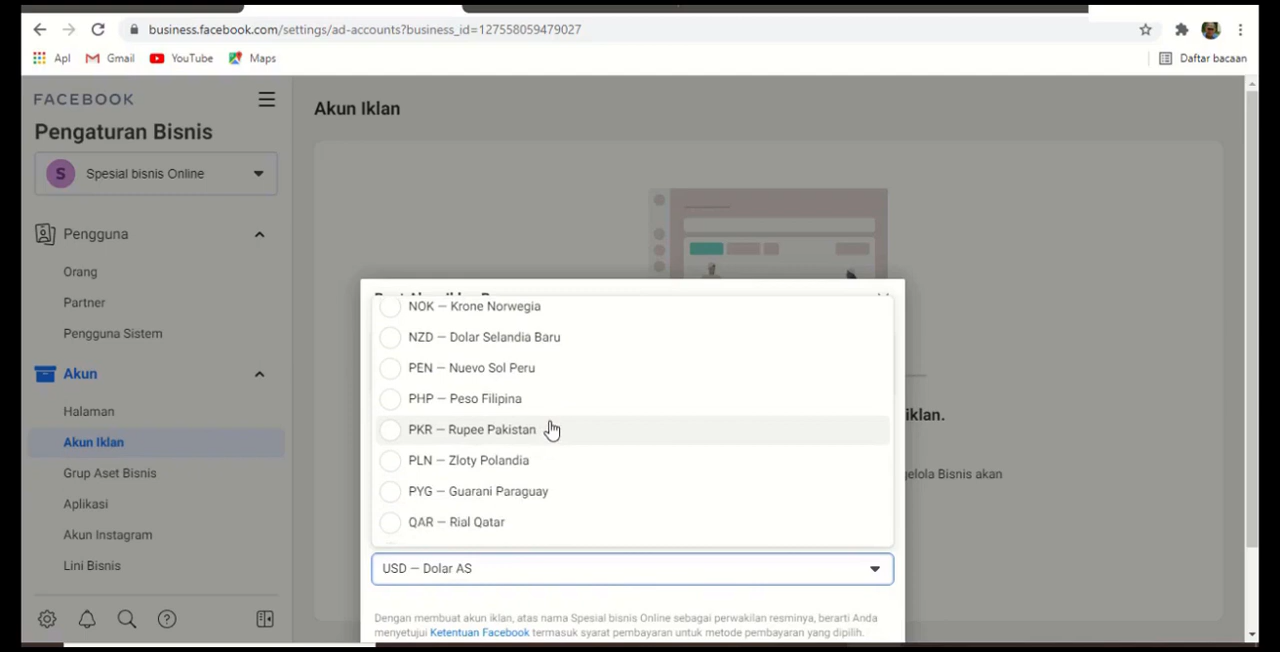 business.facebook.com/settings/ad-accounts?business_id=127558059479027
Apl
Gmail
YouTube
Maps
Daftar bacaan
FACEBOOK
Pengaturan Bisnis
S
Spesial bisnis Online
Pengguna
Orang
Partner
Pengguna Sistem
Akun
Halaman
Akun Iklan
Grup Aset Bisnis
Aplikasi
Akun Instagram
Lini Bisnis
Akun Iklan
iklan.
elola Bisnis akan
NOK — Krone Norwegia
NZD — Dolar Selandia Baru
PEN — Nuevo Sol Peru
PHP — Peso Filipina
PKR — Rupee Pakistan
PLN — Zloty Polandia
PYG — Guarani Paraguay
QAR — Rial Qatar
USD — Dolar AS
Dengan membuat akun iklan, atas nama Spesial bisnis Online sebagai perwakilan resminya, berarti Anda
menyetujui Ketentuan Facebook termasuk syarat pembayaran untuk metode pembayaran yang dipilih.